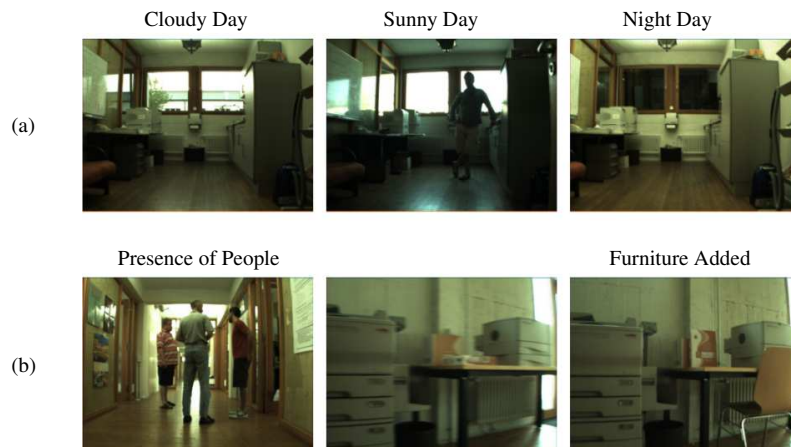 Cloudy Day
Sunny Day
Night Day
(a)
Presence of People
Furniture Added
(b)